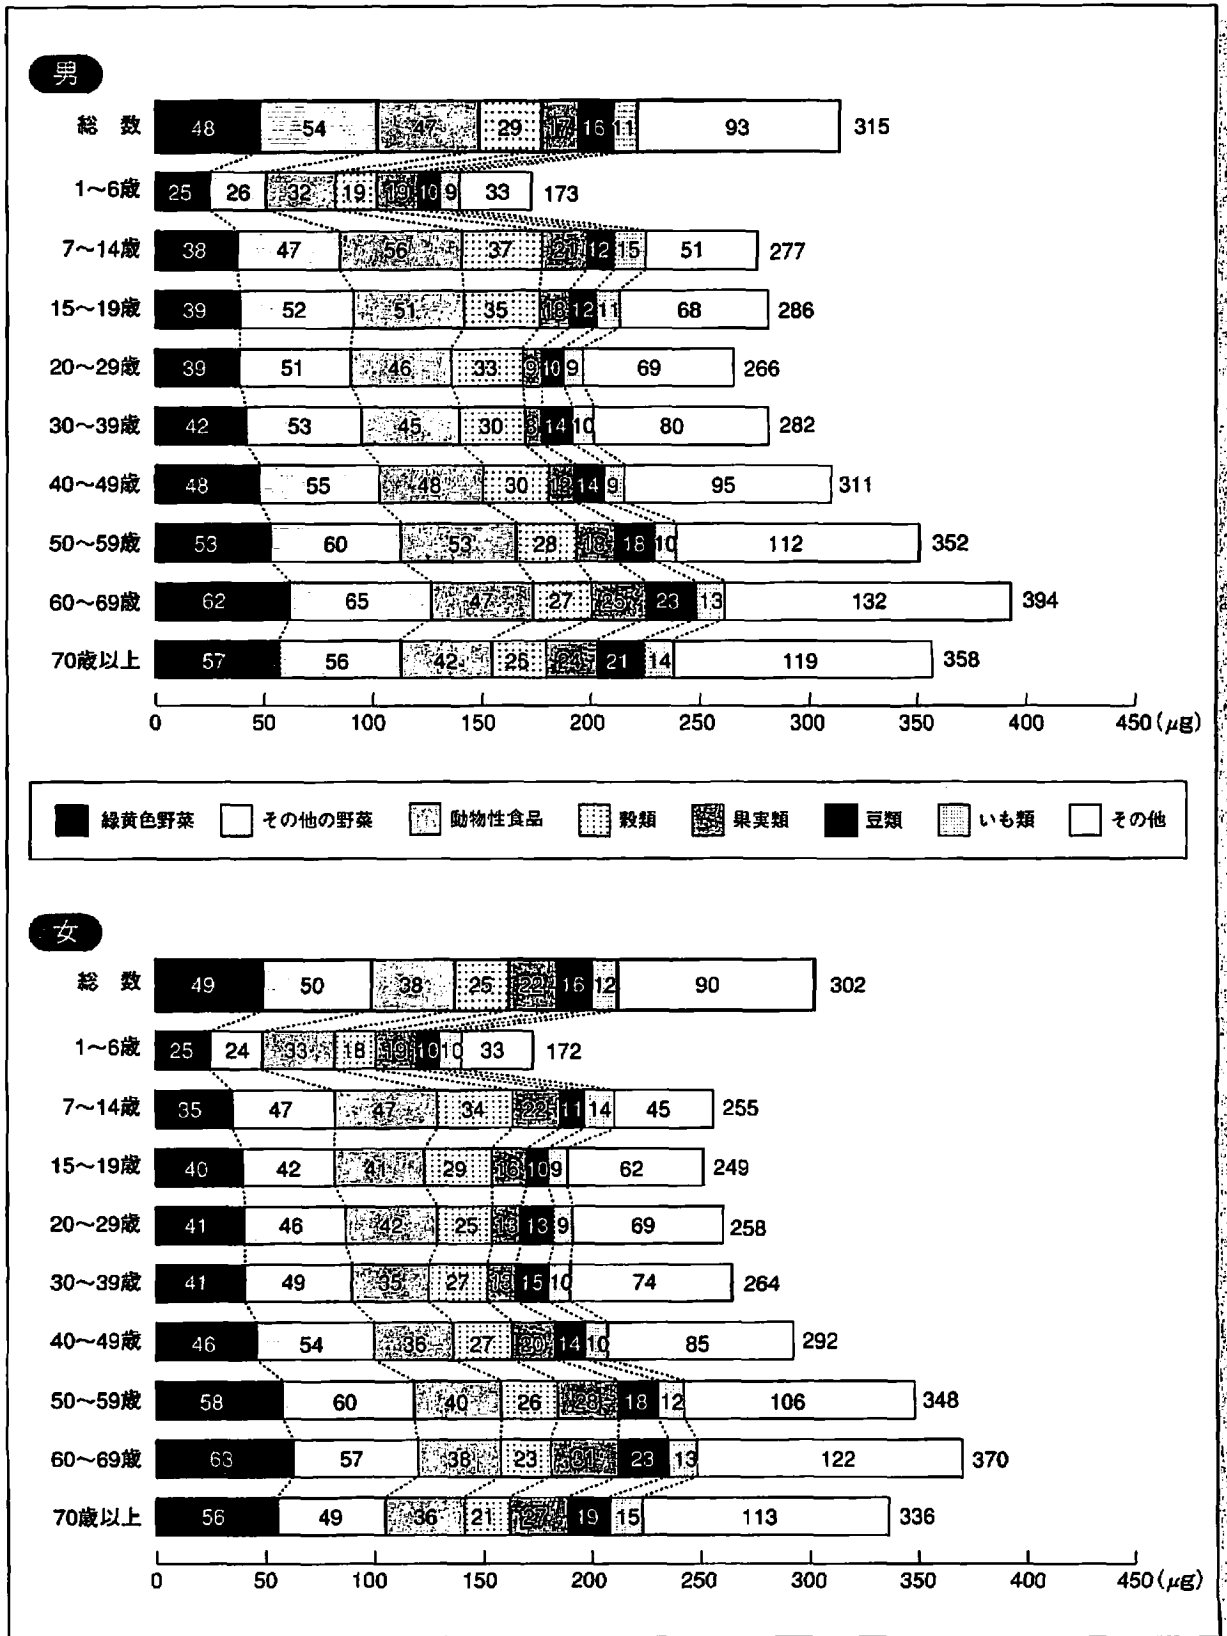 男
総数 48 54 47 29 17 16 11 93 315
1～6歳 25 26 32 19 19 10 9 33 173
7～14歳 38 47 56 37 21 12 15 51 277
15～19歳 39 52 51 35 18 12 11 68 286
20～29歳 39 51 46 33 9 10 9 69 266
30～39歳 42 53 45 30 8 14 10 80 282
40～49歳 48 55 48 30 12 14 9 95 311
50～59歳 53 60 53 28 18 18 10 112 352
60～69歳 62 65 47 27 25 23 13 132 394
70歳以上 57 56 42 25 24 21 14 119 358
0 50 100 150 200 250 300 350 400 450(μg)
緑黄色野菜 その他の野菜 動物性食品 穀類 果実類 豆類 いも類 その他
女
総数 49 50 38 25 22 16 12 90 302
1～6歳 25 24 33 18 19 10 10 33 172
7～14歳 35 47 47 34 22 11 14 45 255
15～19歳 40 42 41 29 16 10 9 62 249
20～29歳 41 46 42 25 13 13 9 69 258
30～39歳 41 49 35 27 13 15 10 74 264
40～49歳 46 54 36 27 20 14 10 85 292
50～59歳 58 60 40 26 28 18 12 106 348
60～69歳 63 57 38 23 31 23 13 122 370
70歳以上 56 49 36 21 27 19 15 113 336
0 50 100 150 200 250 300 350 400 450(μg)